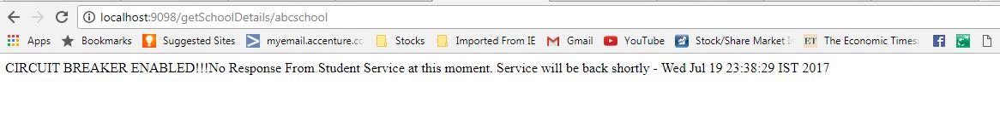 localhost:9098/getSchoolDetails/abcschool
Apps Bookmarks Suggested Sites myemail.accenture.cc Stocks Imported From IE Gmail YouTube Stock/Share Market I ET The Economic Times:
CIRCUIT BREAKER ENABLED!!!No Response From Student Service at this moment. Service will be back shortly - Wed Jul 19 23:38:29 IST 2017